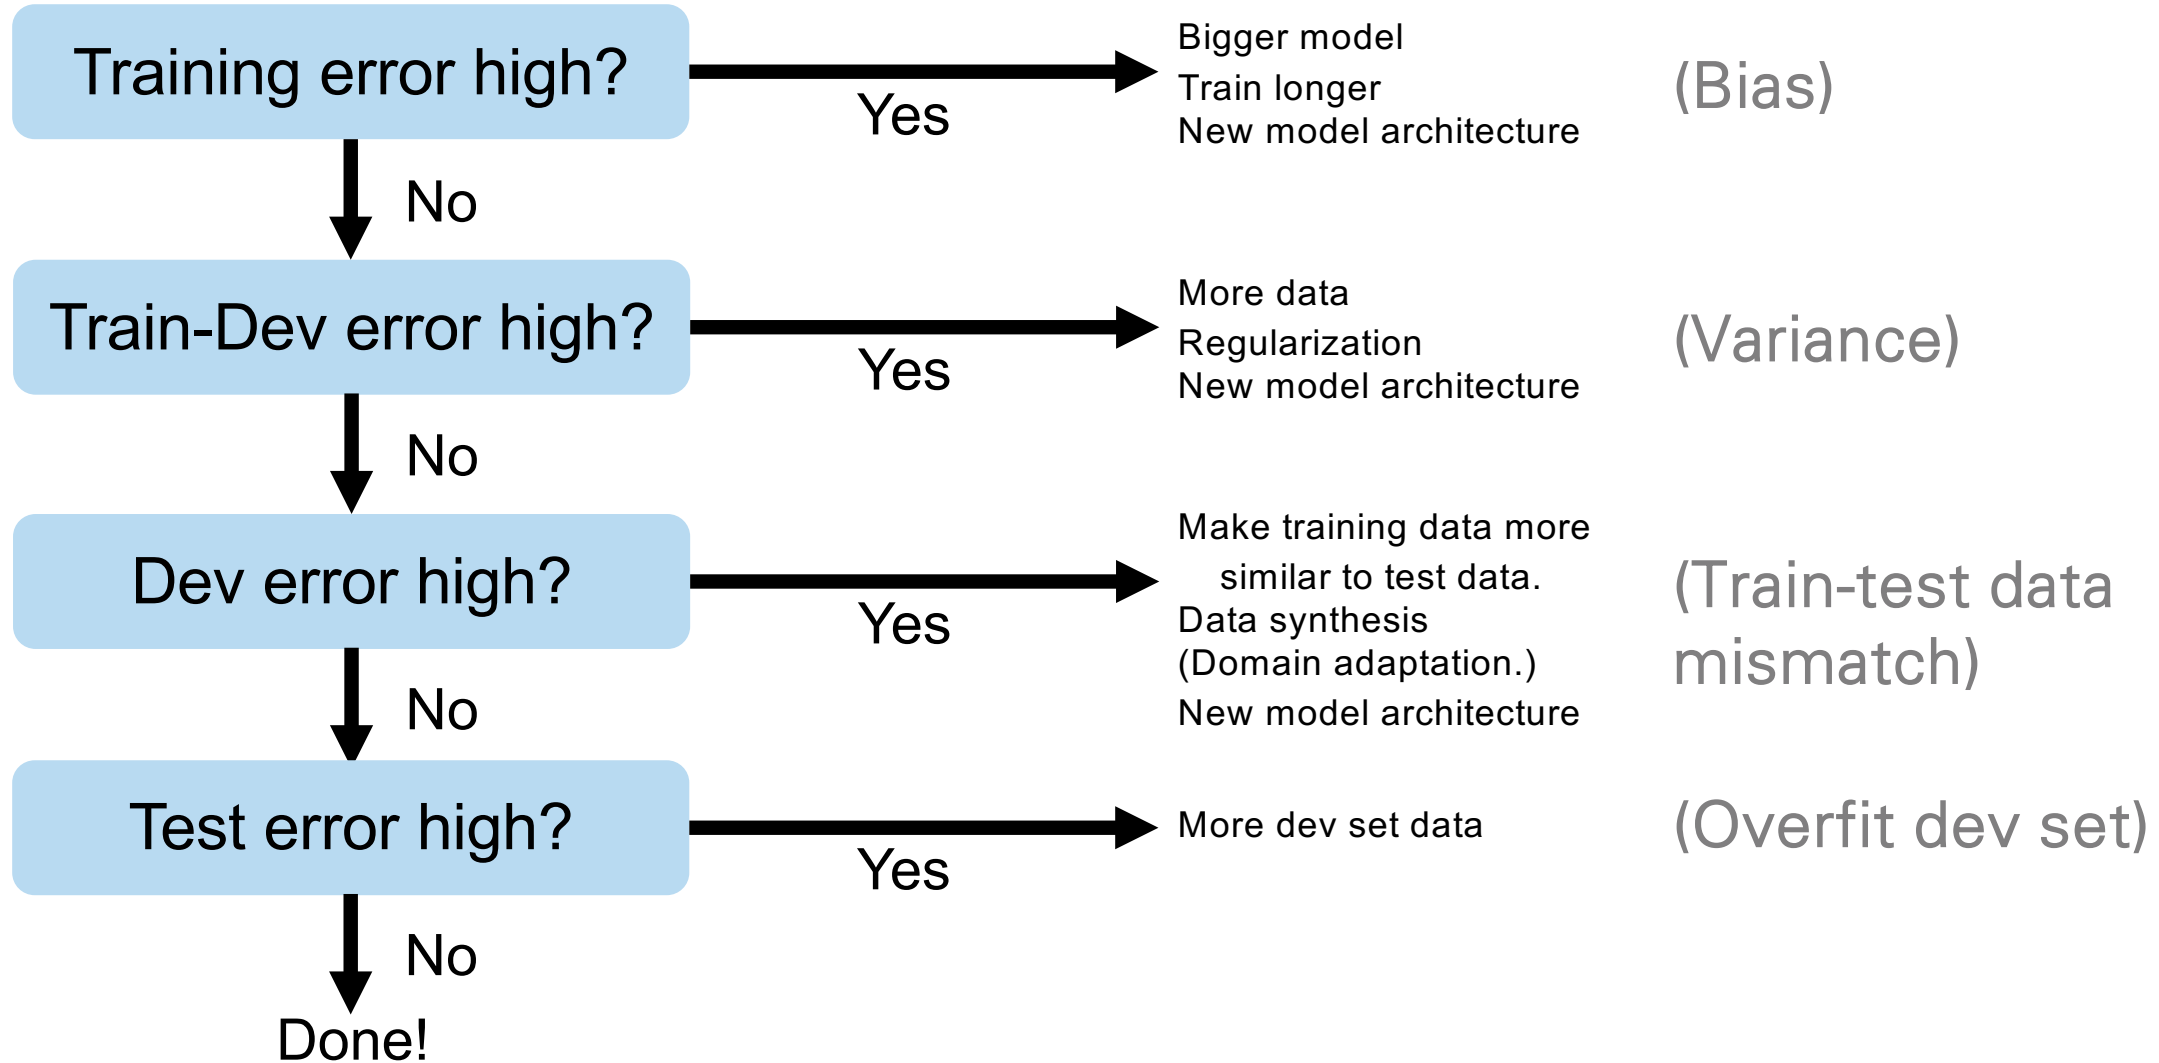 Training error high?
Yes
Bigger model
Train longer
New model architecture
(Bias)
No
Train-Dev error high?
Yes
More data
Regularization
New model architecture
(Variance)
No
Dev error high?
Yes
Make training data more
similar to test data.
Data synthesis
(Domain adaptation.)
New model architecture
(Train-test data
mismatch)
No
Test error high?
Yes
More dev set data
(Overfit dev set)
No
Done!